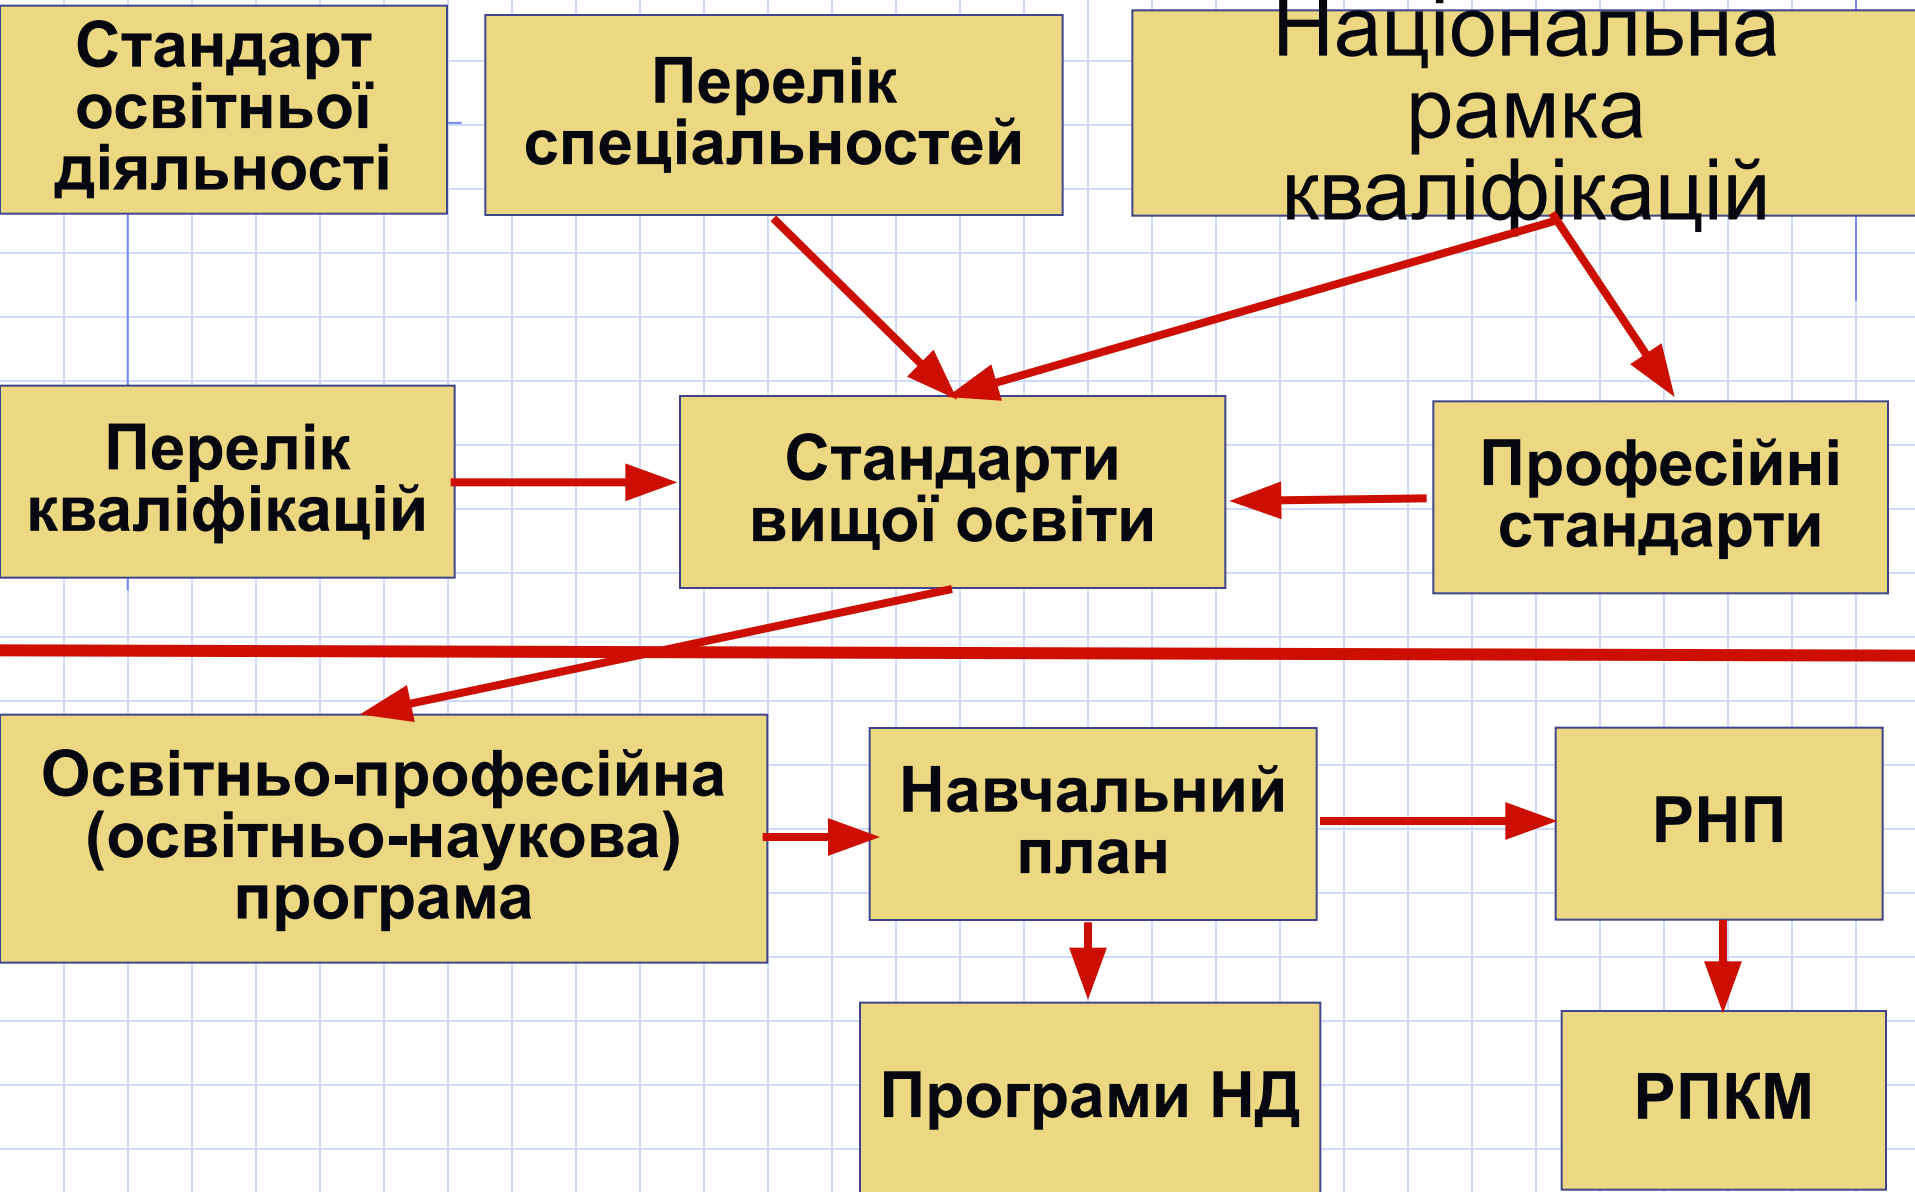 Стандарт
освітньої
діяльності
Перелік
спеціальностей
Національна
рамка
кваліфікацій
Перелік
кваліфікацій
Стандарти
вищої освіти
Професійні
стандарти
Освітньо-професійна
(освітньо-наукова)
програма
Навчальний
план
РНП
Програми НД
РПКМ